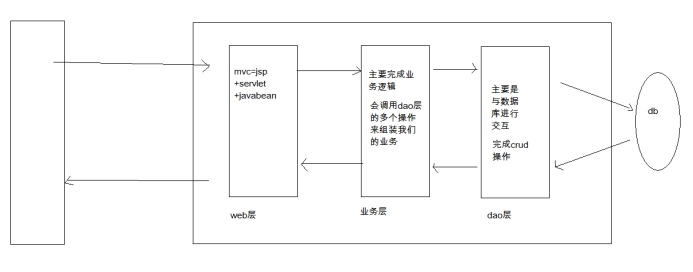 mvc=jsp
+servlet
+javabean
web层
主要完成业
务逻辑
会调用dao层
的多个操作
来组装我们
的业务
业务层
主要是
与数据
库进行
交互
完成crud
操作
dao层
db